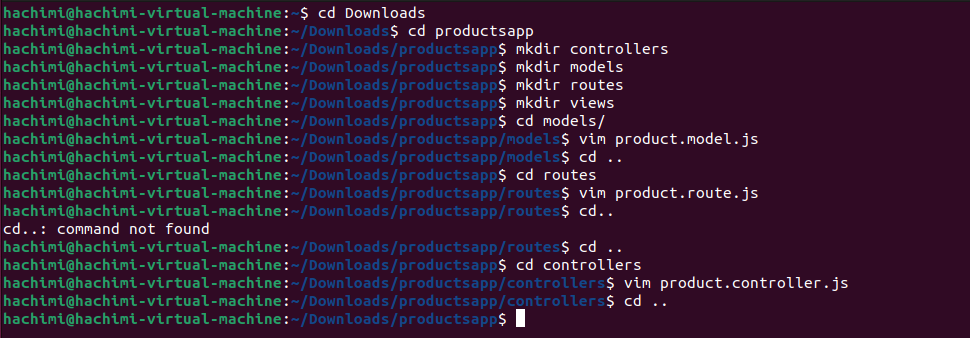 hachimi@hachimi-virtual-machine:~$ cd Downloads
hachimi@hachimi-virtual-machine:~/Downloads$ cd productsapp
hachimi@hachimi-virtual-machine:~/Downloads/productsapp$ mkdir controllers
hachimi@hachimi-virtual-machine:~/Downloads/productsapp$ mkdir models
hachimi@hachimi-virtual-machine:~/Downloads/productsapp$ mkdir routes
hachimi@hachimi-virtual-machine:~/Downloads/productsapp$ mkdir views
hachimi@hachimi-virtual-machine:~/Downloads/productsapp$ cd models/
hachimi@hachimi-virtual-machine:~/Downloads/productsapp/models$ vim product.model.js
hachimi@hachimi-virtual-machine:~/Downloads/productsapp/models$ cd ..
hachimi@hachimi-virtual-machine:~/Downloads/productsapp$ cd routes
hachimi@hachimi-virtual-machine:~/Downloads/productsapp/routes$ vim product.route.js
hachimi@hachimi-virtual-machine:~/Downloads/productsapp/routes$ cd..
cd..: command not found
hachimi@hachimi-virtual-machine:~/Downloads/productsapp/routes$ cd ..
hachimi@hachimi-virtual-machine:~/Downloads/productsapp$ cd controllers
hachimi@hachimi-virtual-machine:~/Downloads/productsapp/controllers$ vim product.controller.js
hachimi@hachimi-virtual-machine:~/Downloads/productsapp/controllers$ cd ..
hachimi@hachimi-virtual-machine:~/Downloads/productsapp$